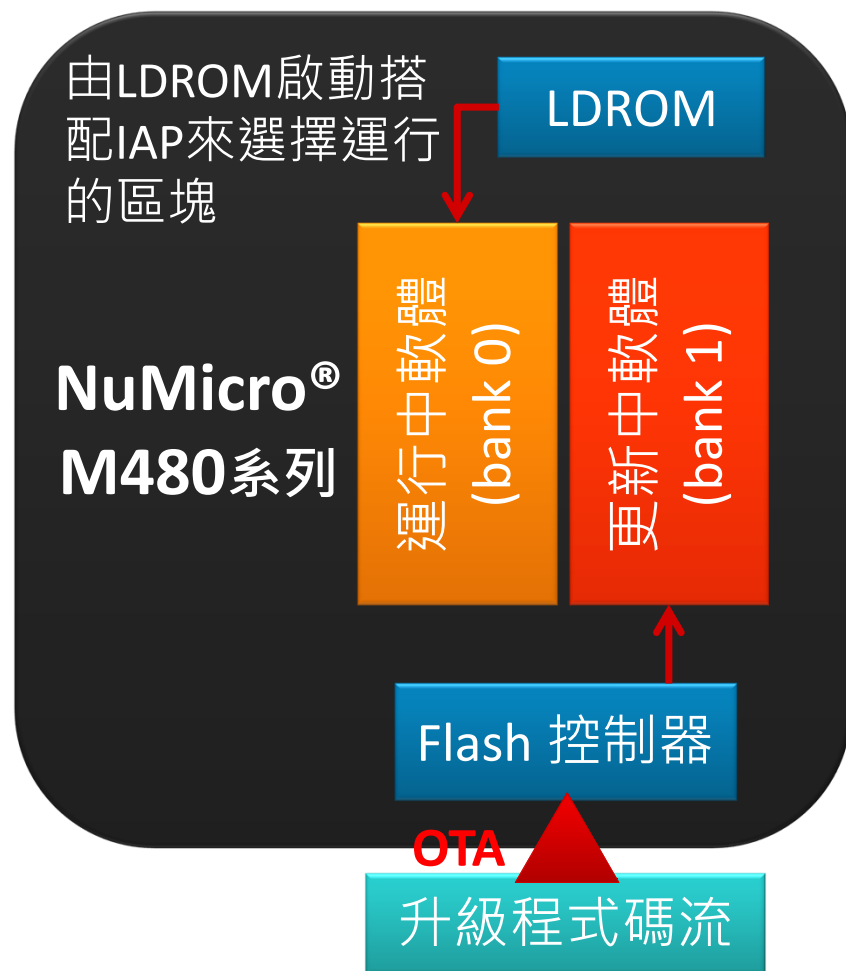 由LDROM啟動搭
配IAP來選擇運行
的區塊
LDROM
NuMicro®
M480系列
運行中軟體
(bank 0)
更新中軟體
(bank 1)
Flash 控制器
OTA
升級程式碼流